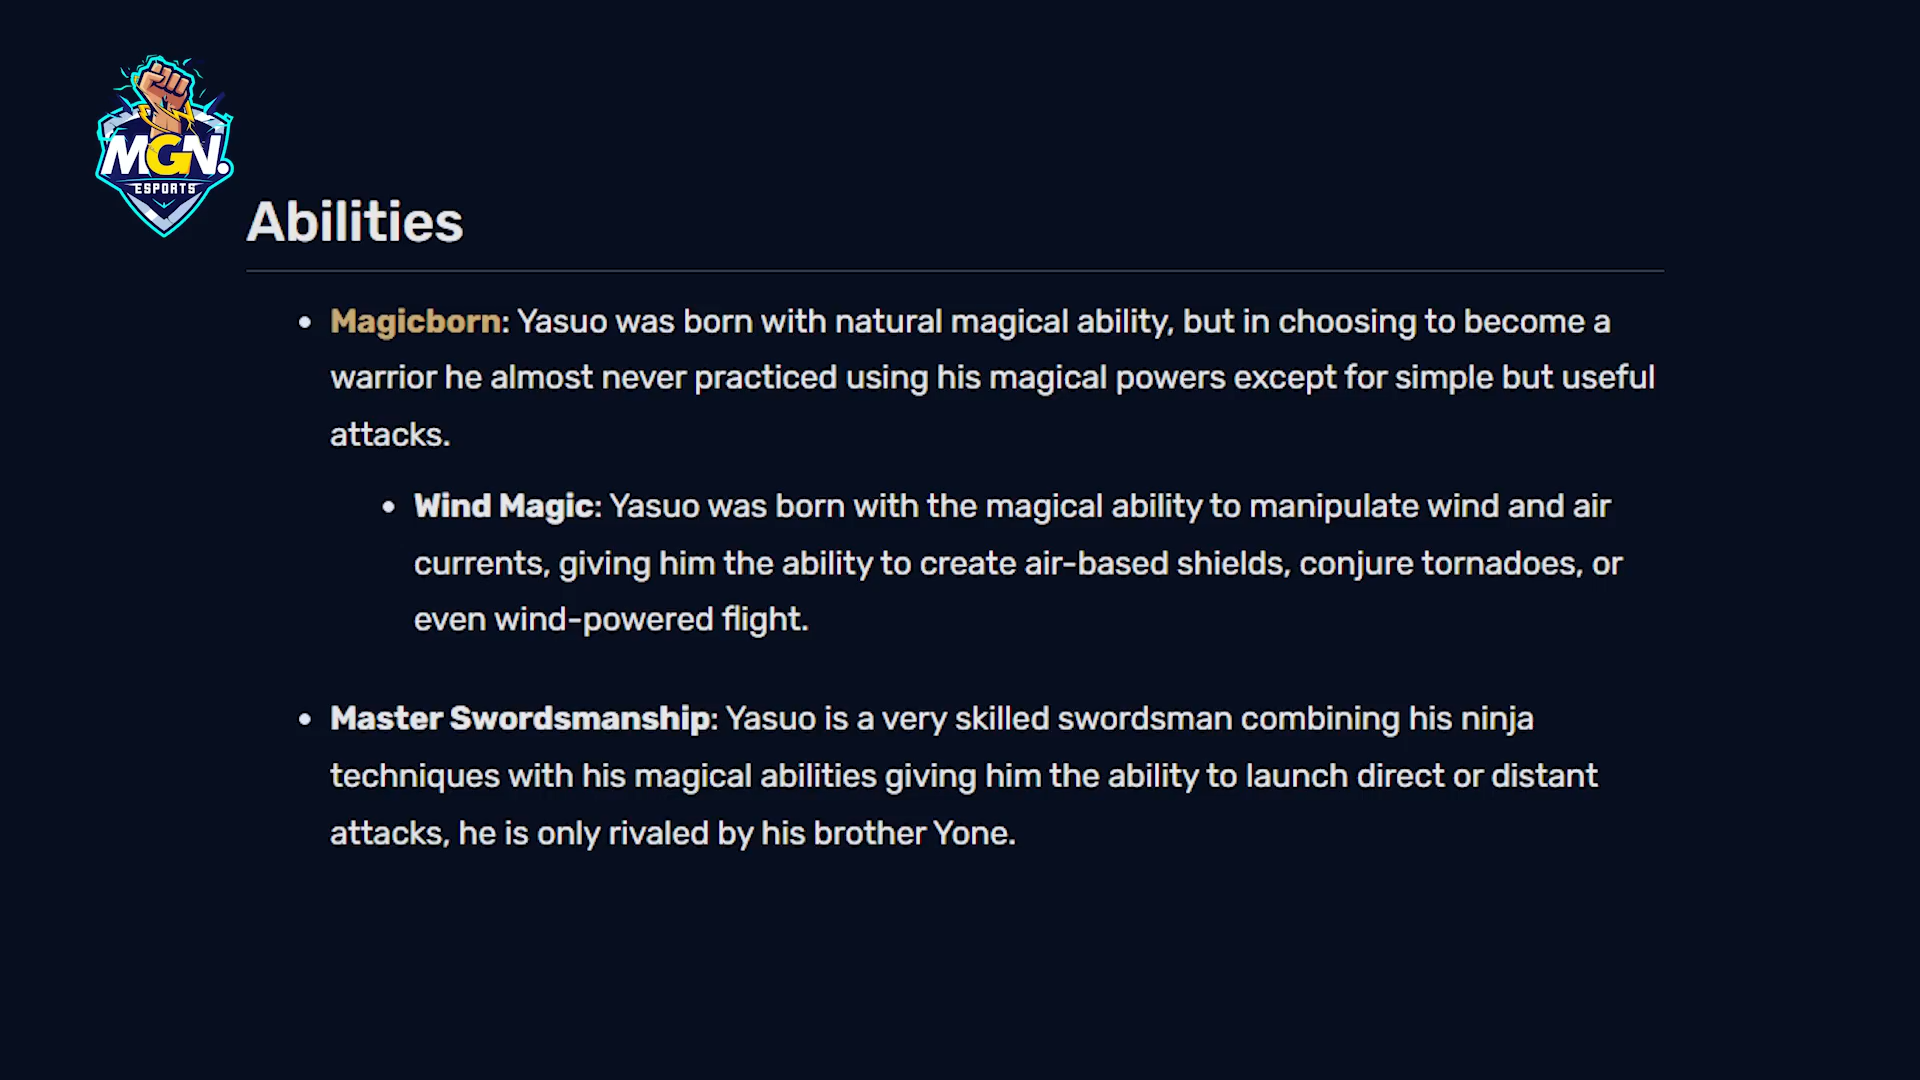 MGN.
ESPORTS
Abilities
Magicborn: Yasuo was born with natural magical ability, but in choosing to become a
warrior he almost never practiced using his magical powers except for simple but useful
attacks.
Wind Magic: Yasuo was born with the magical ability to manipulate wind and air
currents, giving him the ability to create air-based shields, conjure tornadoes, or
even wind-powered flight.
Master Swordsmanship: Yasuo is a very skilled swordsman combining his ninja
techniques with his magical abilities giving him the ability to launch direct or distant
attacks, he is only rivaled by his brother Yone.